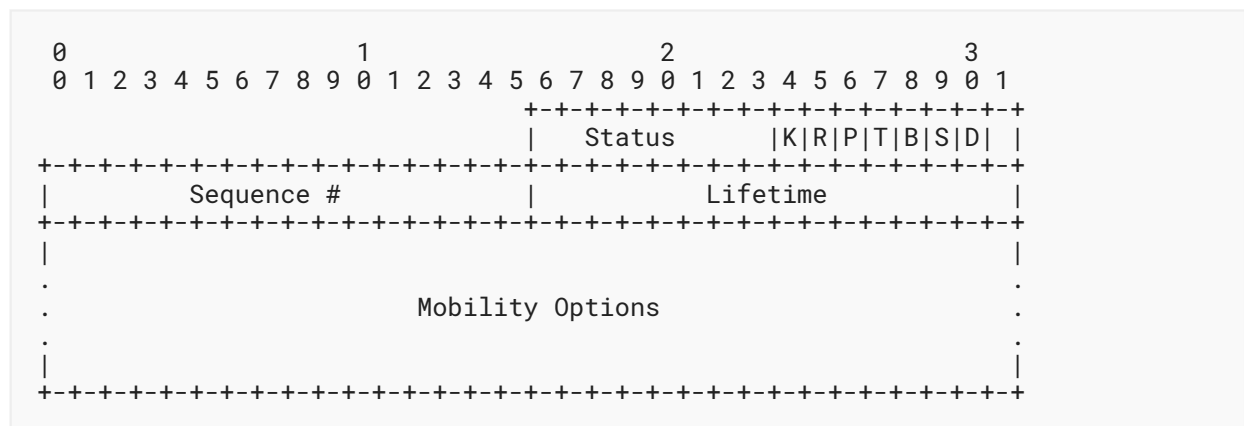 0                   1                   2                   3
0 1 2 3 4 5 6 7 8 9 0 1 2 3 4 5 6 7 8 9 0 1 2 3 4 5 6 7 8 9 0 1
                                +-+-+-+-+-+-+-+-+-+-+-+-+-+-+-+-+
                                |   Status      |K|R|P|T|B|S|D| |
+-+-+-+-+-+-+-+-+-+-+-+-+-+-+-+-+-+-+-+-+-+-+-+-+-+-+-+-+-+-+-+-+
|         Sequence #            |           Lifetime            |
+-+-+-+-+-+-+-+-+-+-+-+-+-+-+-+-+-+-+-+-+-+-+-+-+-+-+-+-+-+-+-+-+
|                                                               |
.                                                               .
.                        Mobility Options                       .
.                                                               .
|                                                               |
+-+-+-+-+-+-+-+-+-+-+-+-+-+-+-+-+-+-+-+-+-+-+-+-+-+-+-+-+-+-+-+-+